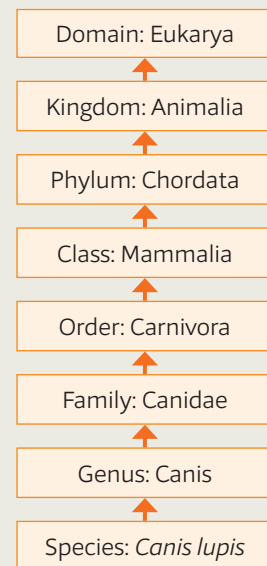 Domain: Eukarya
Kingdom: Animalia
Phylum: Chordata
Class: Mammalia
Order: Carnivora
Family: Canidae
Genus: Canis
Species: Canis lupis